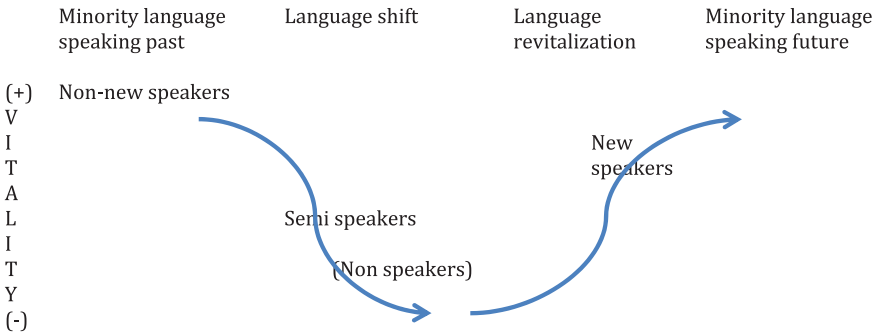 Minority language speaking past
Language shift
Language revitalization
Minority language speaking future
(+) Non-new speakers
V
I
T
A
L
I
T
Y
(-)
New speakers
Semi speakers
(Non speakers)